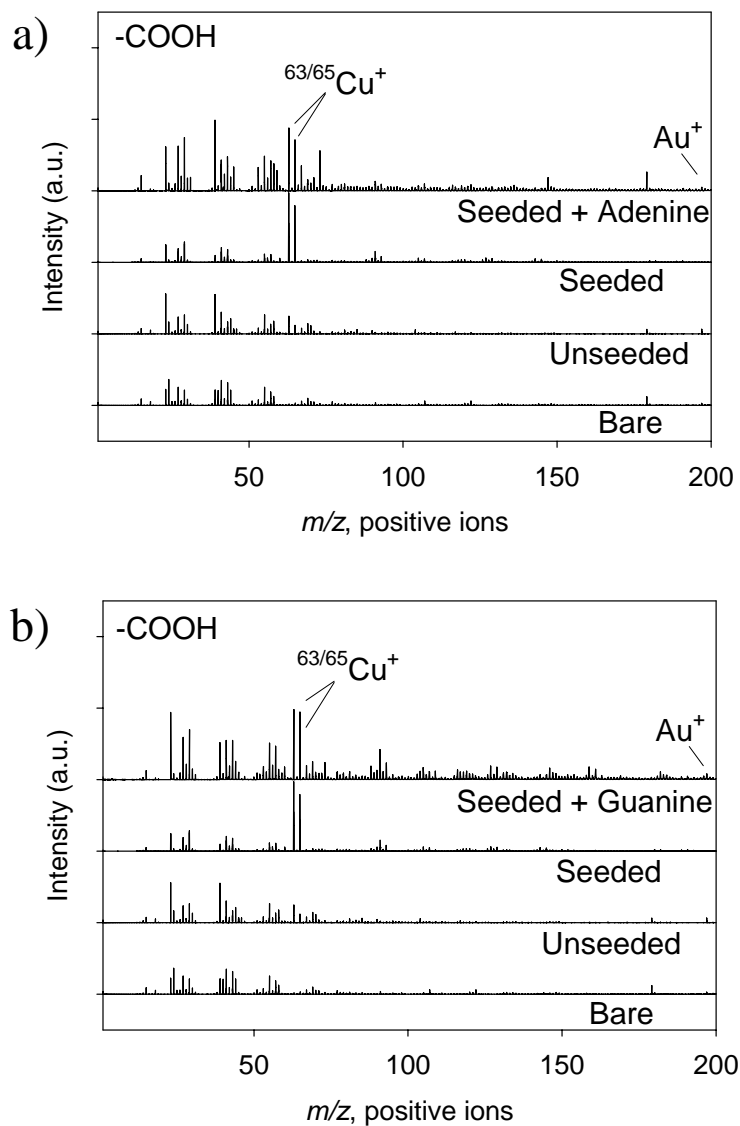 a)
-COOH
63/65Cu+
Au+
Seeded + Adenine
Seeded
Unseeded
Bare
Intensity (a.u.)
50 100 150 200
m/z, positive ions
b)
-COOH
63/65Cu+
Au+
Seeded + Guanine
Seeded
Unseeded
Bare
Intensity (a.u.)
50 100 150 200
m/z, positive ions